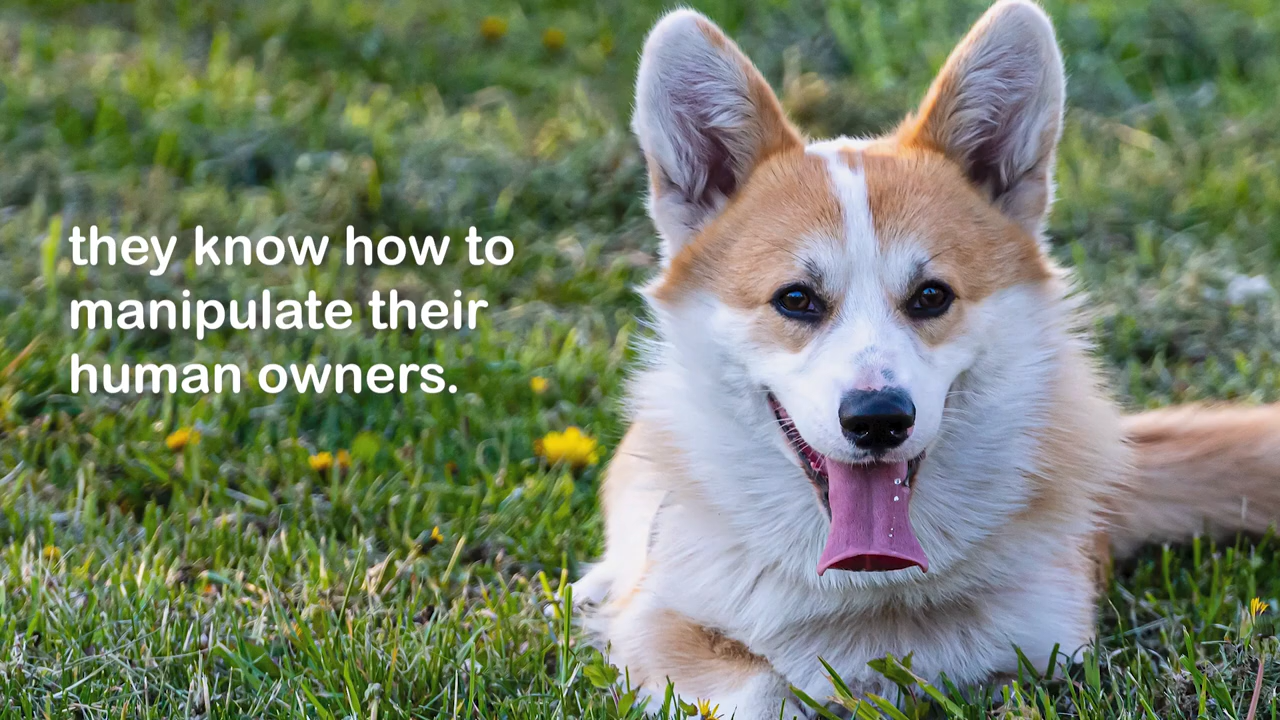 they know how to
manipulate their
human owners.